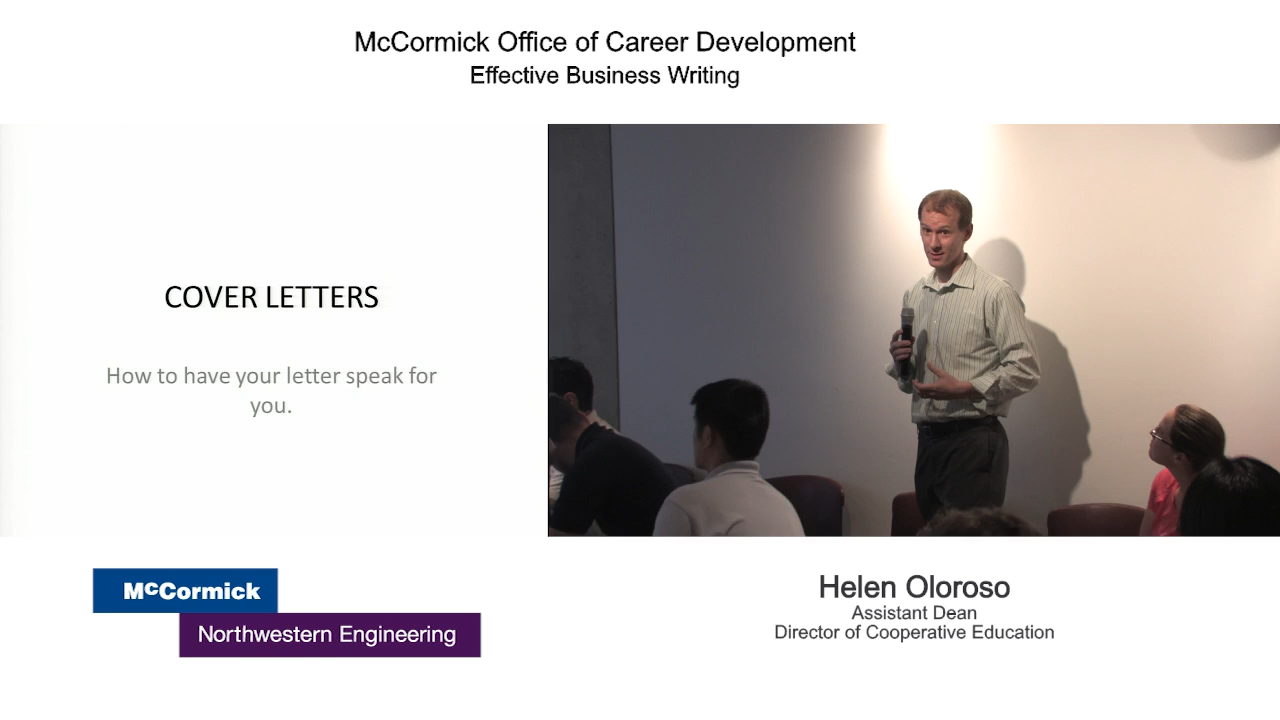 McCormick Office of Career Development
Effective Business Writing
COVER LETTERS
How to have your letter speak for
you.
McCormick
Northwestern Engineering
Helen Oloroso
Assistant Dean
Director of Cooperative Education